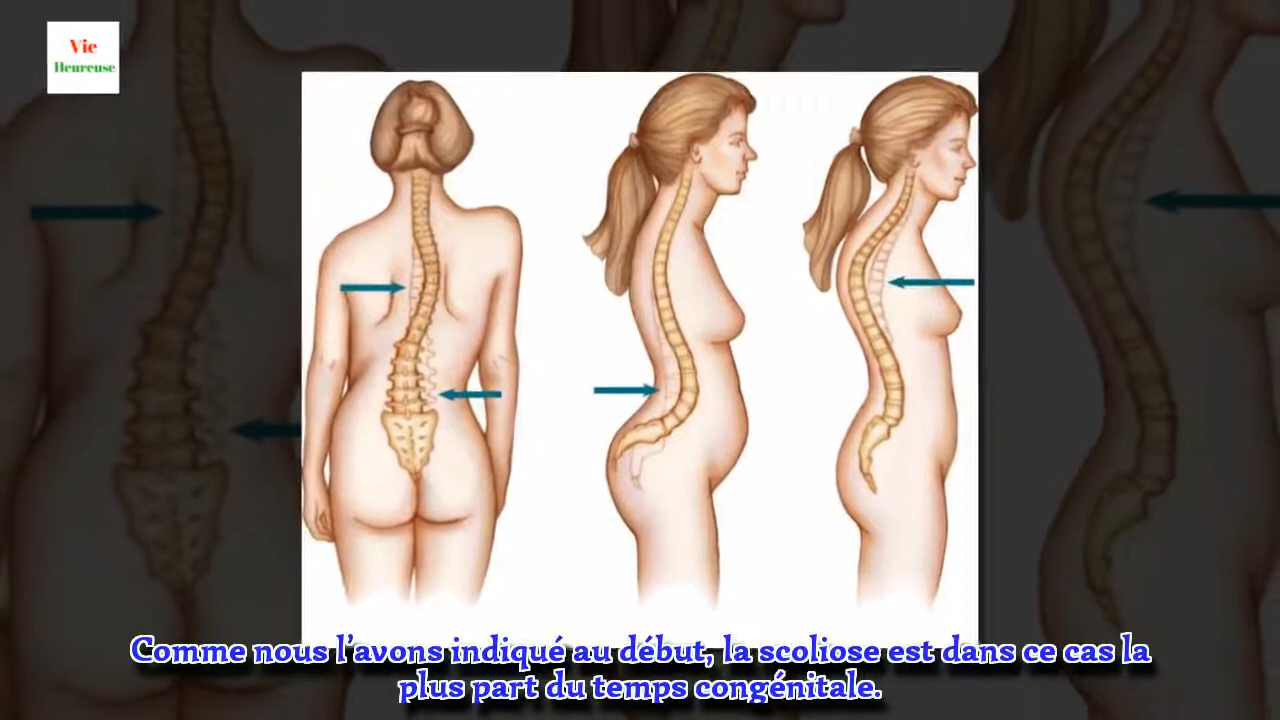 Vie
Heureuse
Comme nous l'avons indiqué au début, la scoliose est dans ce cas la
plus part du temps congénitale.